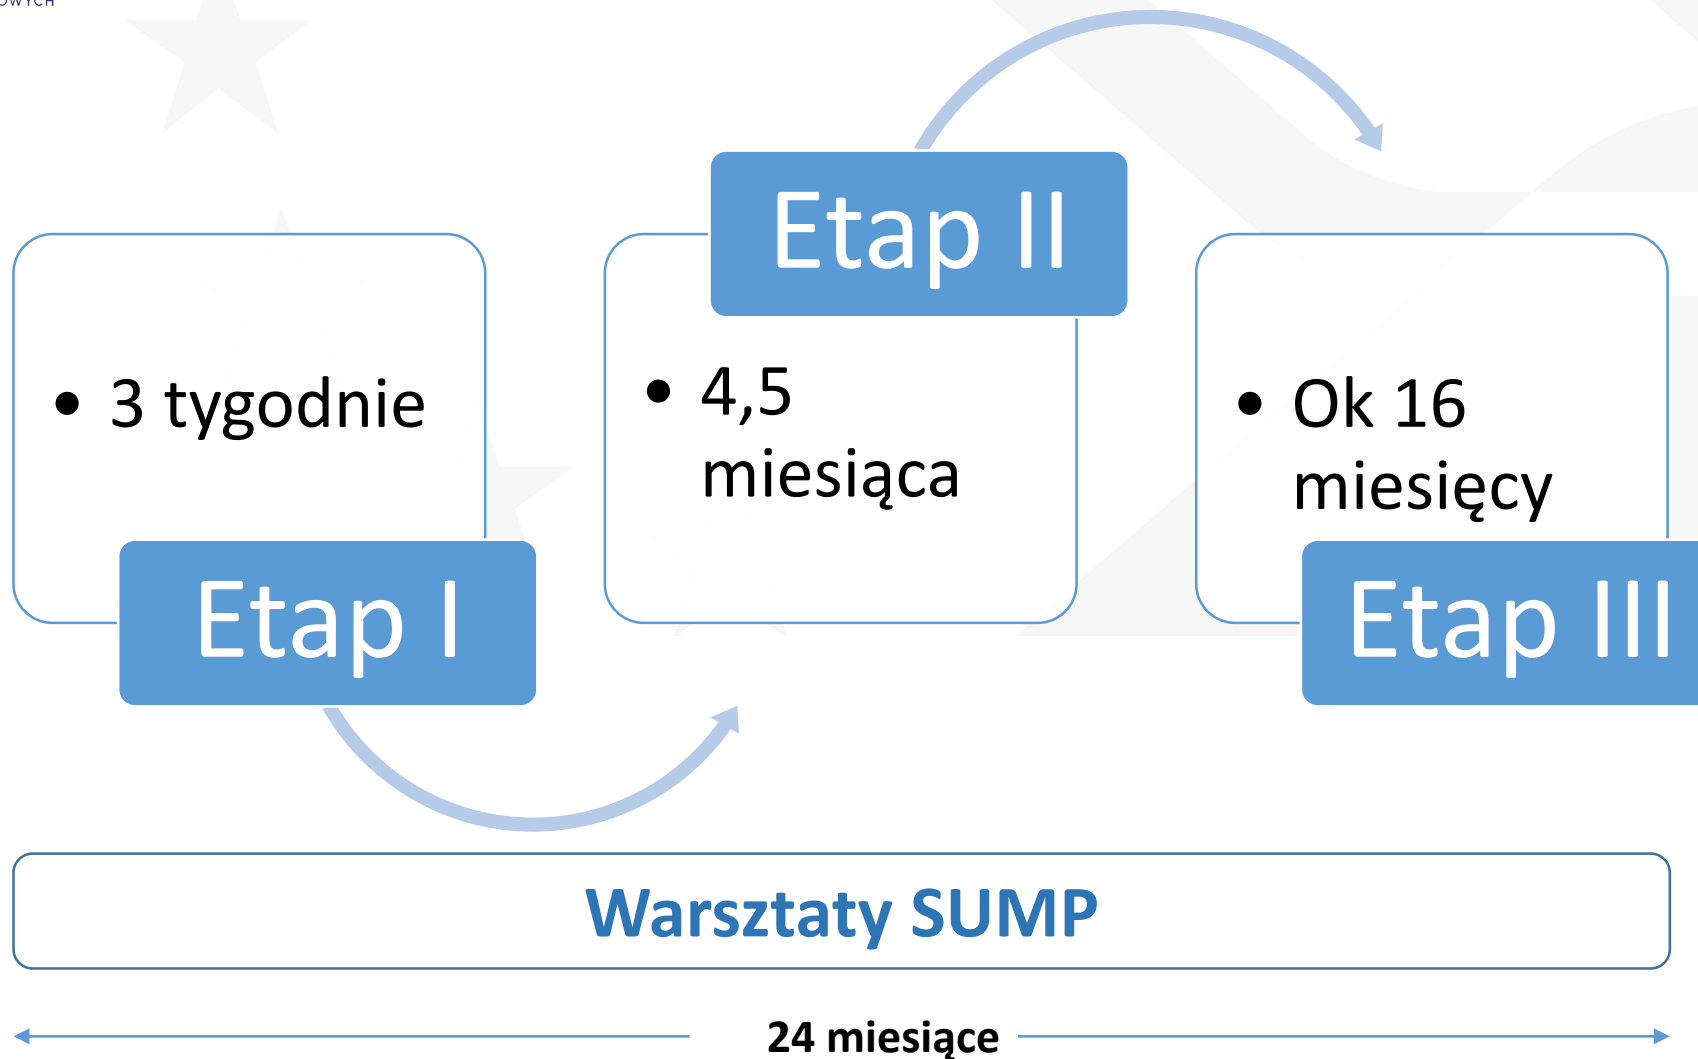 Etap II
• 3 tygodnie
• 4,5
miesiąca
• Ok 16
miesięcy
Etap I
Etap III
Warsztaty SUMP
24 miesiące